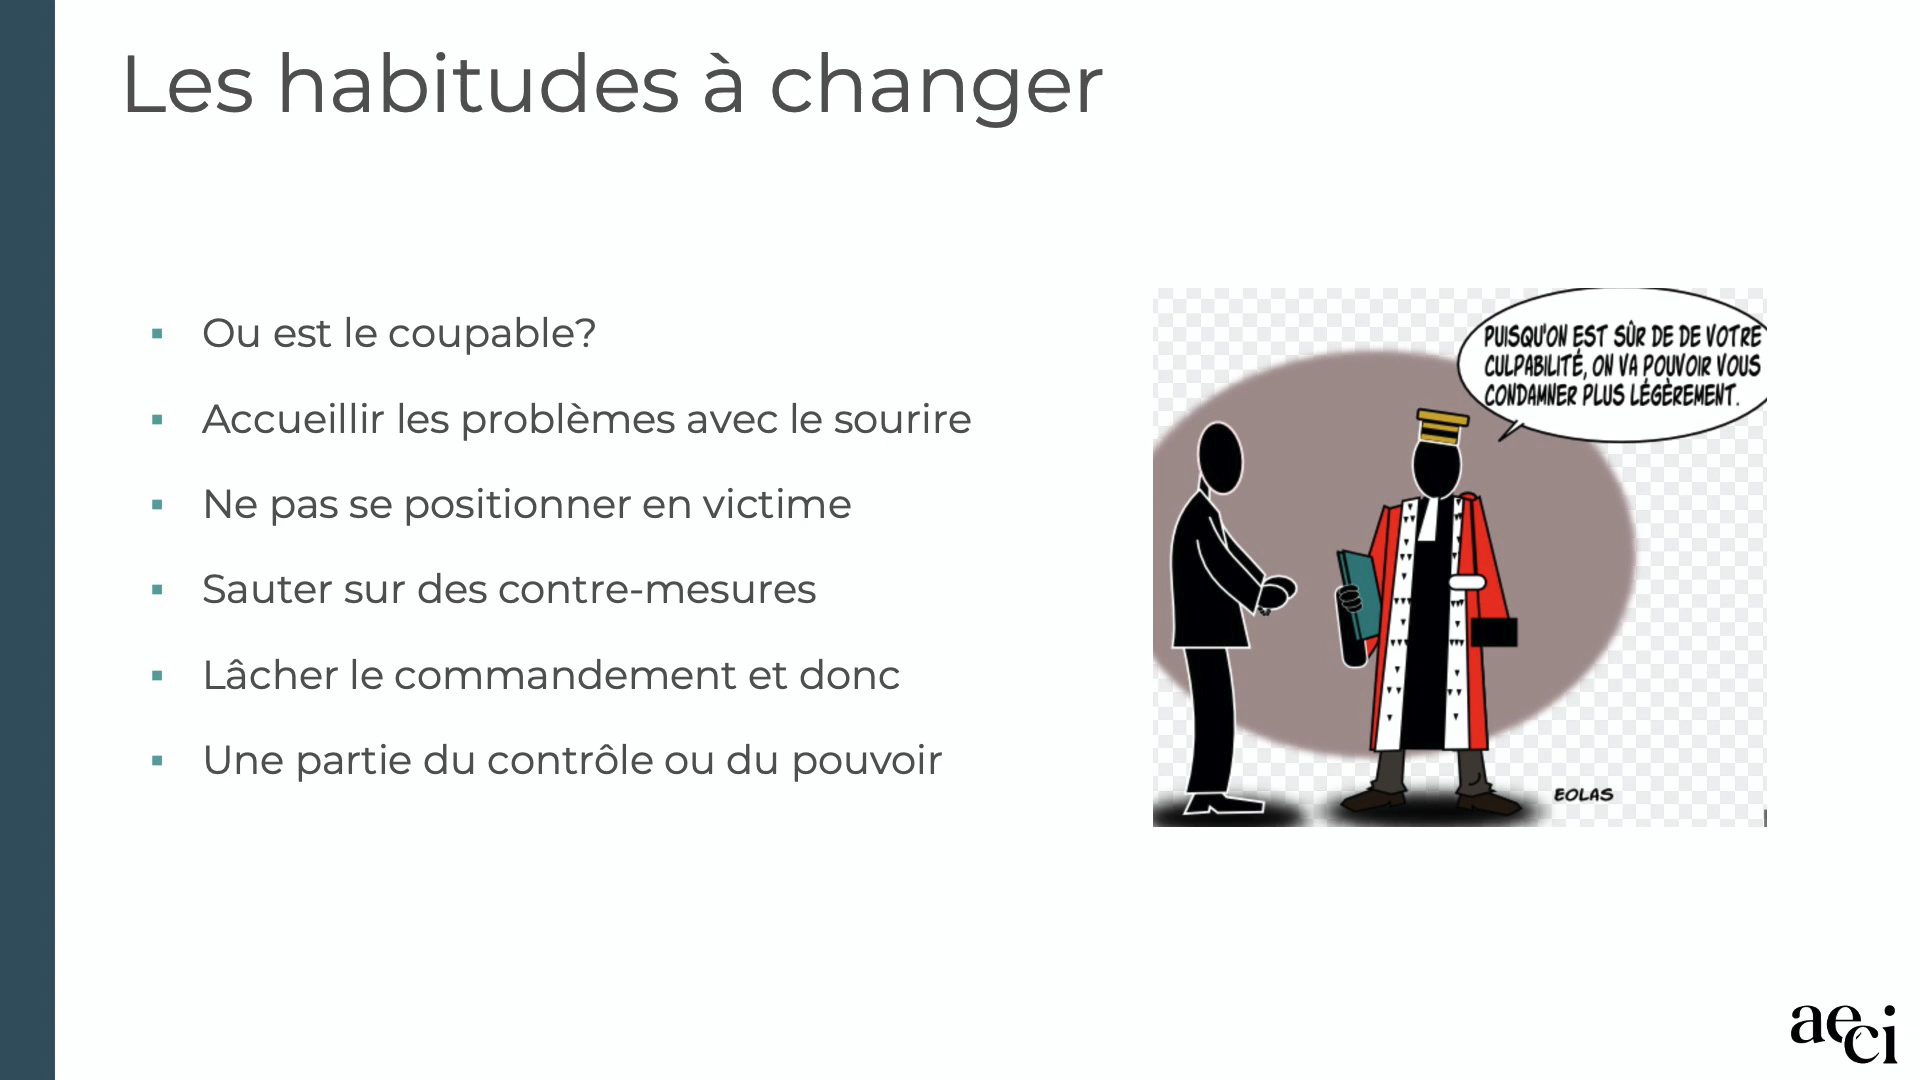 Les habitudes à changer
Ou est le coupable?
Accueillir les problèmes avec le sourire
Ne pas se positionner en victime
Sauter sur des contre-mesures
Lâcher le commandement et donc
Une partie du contrôle ou du pouvoir
PUISQU'ON EST SÛR DE DE VOTRE
CULPABILITÉ, ON VA POUVOIR VOUS
CONDAMNER PLUS LÉGÈREMENT.
EOLAS
aeci